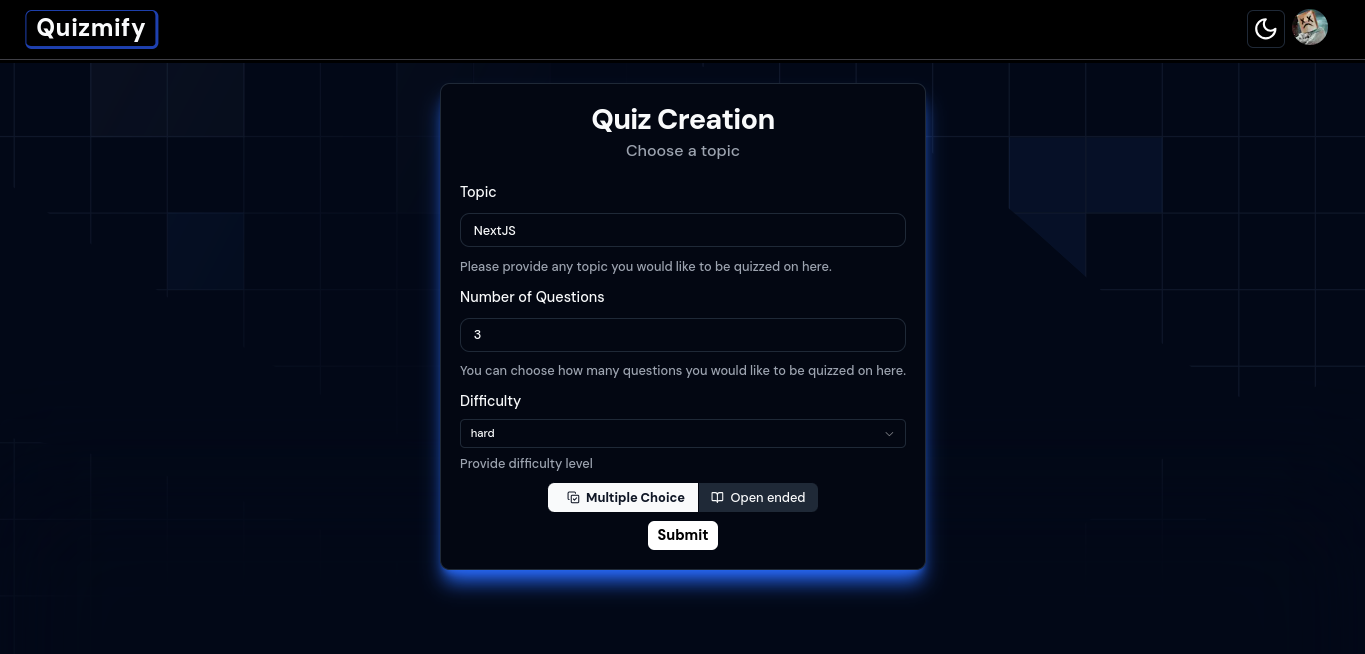 Quizmify
Quiz Creation
Choose a topic
Topic
NextJS
Please provide any topic you would like to be quizzed on here.
Number of Questions
3
You can choose how many questions you would like to be quizzed on here.
Difficulty
hard
Provide difficulty level
Multiple Choice
Open ended
Submit